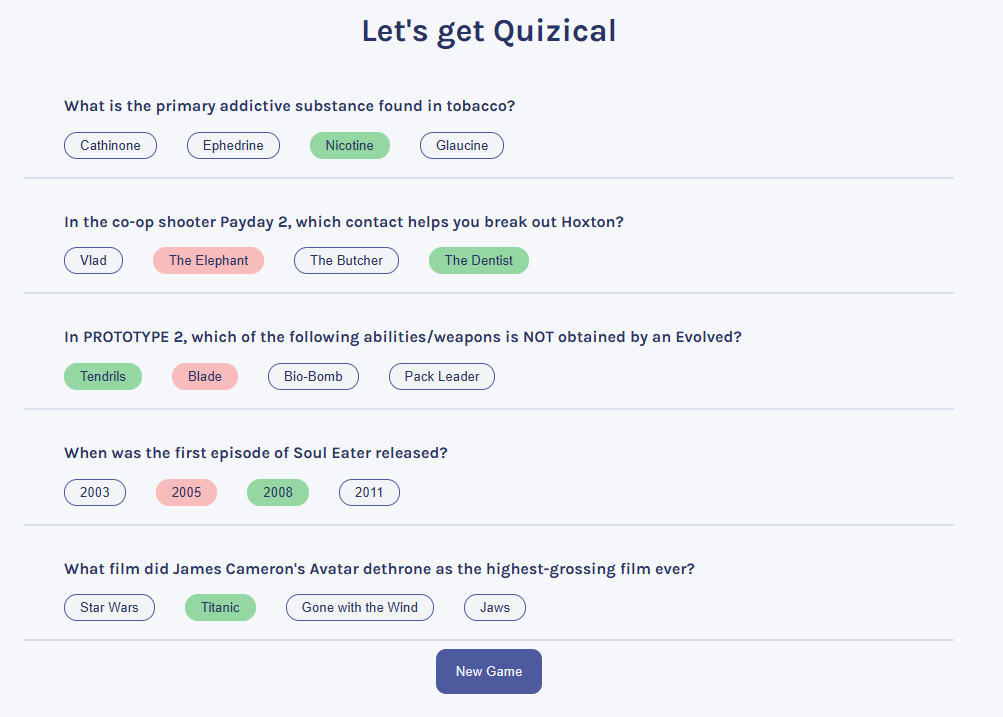 Let's get Quizical
What is the primary addictive substance found in tobacco?
Cathinone Ephedrine Nicotine Glaucine
In the co-op shooter Payday 2, which contact helps you break out Hoxton?
Vlad The Elephant The Butcher The Dentist
In PROTOTYPE 2, which of the following abilities/weapons is NOT obtained by an Evolved?
Tendrils Blade Bio-Bomb Pack Leader
When was the first episode of Soul Eater released?
2003 2005 2008 2011
What film did James Cameron's Avatar dethrone as the highest-grossing film ever?
Star Wars Titanic Gone with the Wind Jaws
New Game